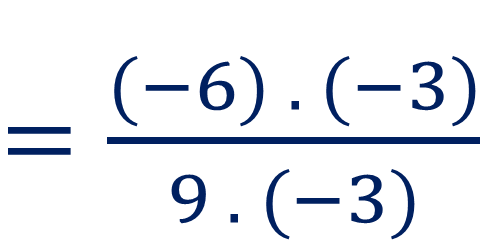 = (−6) . (−3)
9 . (−3)